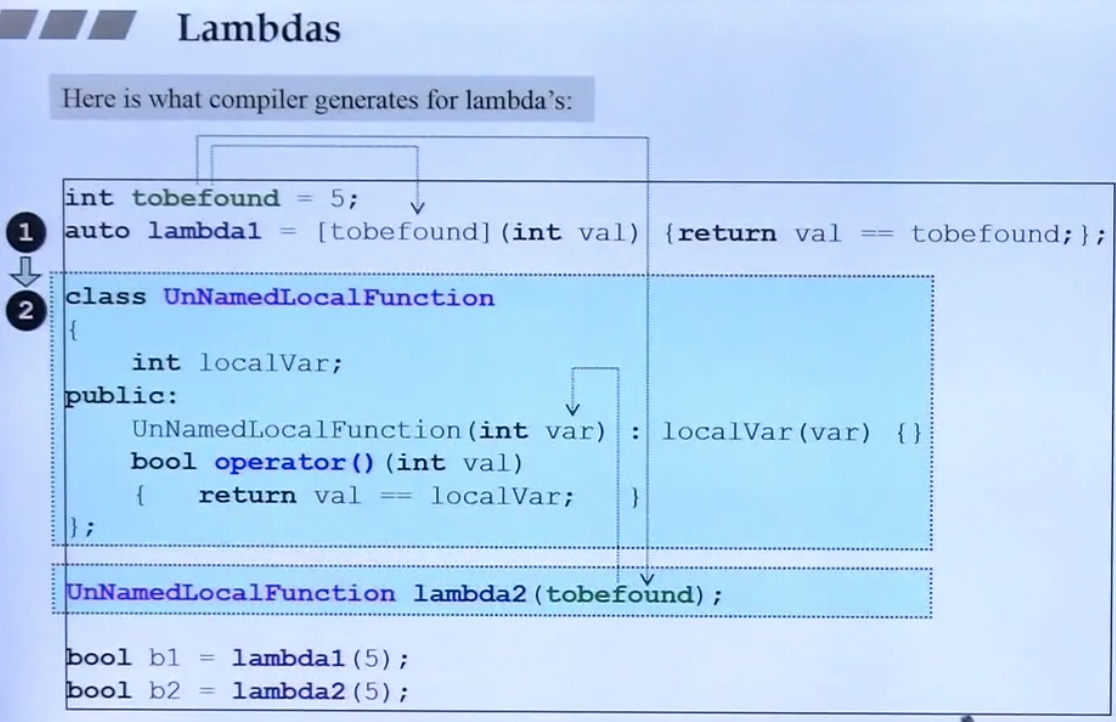 Lambdas
Here is what compiler generates for lambda's:
int tobefound = 5;
1 auto lambda1 = [tobefound](int val) {return val == tobefound;};
2 class UnNamedLocalFunction
{
int localVar;
public:
UnNamedLocalFunction(int var) : localVar(var) {}
bool operator()(int val)
{ return val == localVar; }
};
UnNamedLocalFunction lambda2(tobefound);
bool b1 = lambda1(5);
bool b2 = lambda2(5);